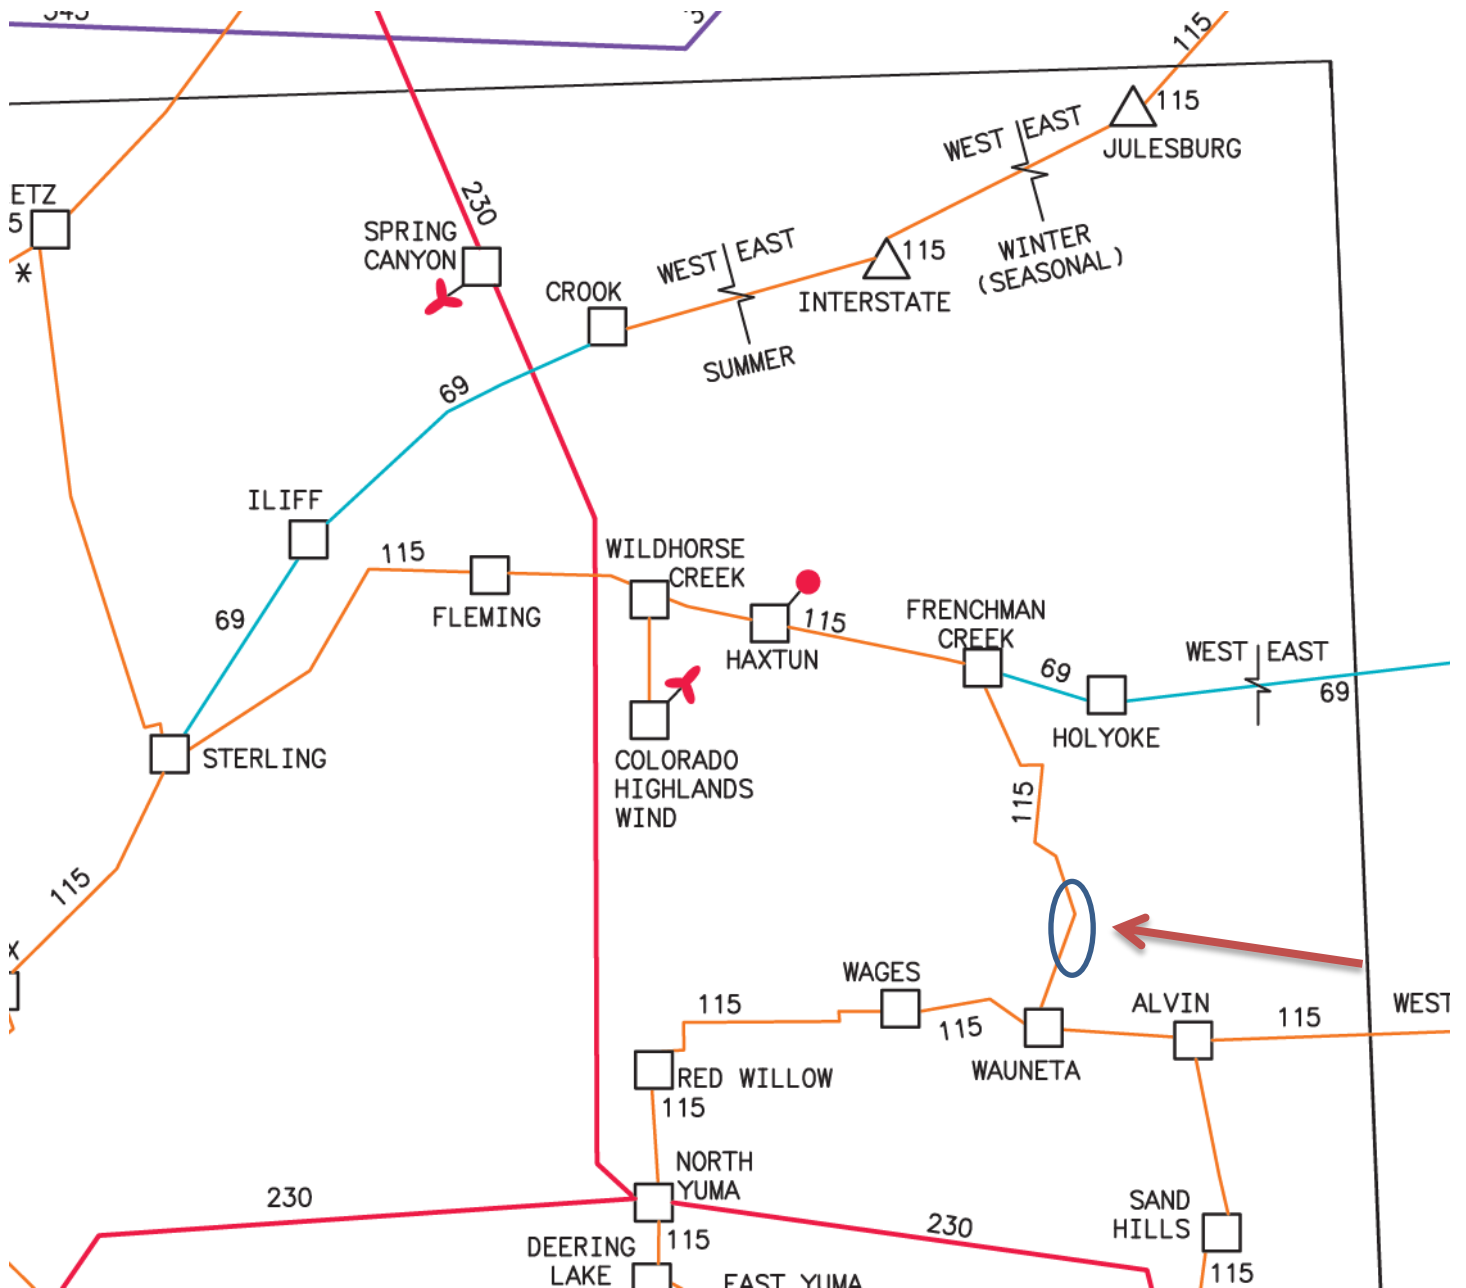 345
5
115
115
JULESBURG
WEST EAST
WINTER
(SEASONAL)
ETZ
5
*
230
SPRING
CANYON
CROOK
WEST EAST
SUMMER
115
INTERSTATE
69
ILIFF
69
115
FLEMING
WILDHORSE
CREEK
HAXTUN
115
FRENCHMAN
CREEK
69
HOLYOKE
WEST EAST
69
STERLING
COLORADO
HIGHLANDS
WIND
115
115
X
WAGES
115
115
WAUNETA
ALVIN
115
WEST
RED WILLOW
115
NORTH
YUMA
230
230
115
DEERING
LAKE
EAST YUMA
SAND
HILLS
115